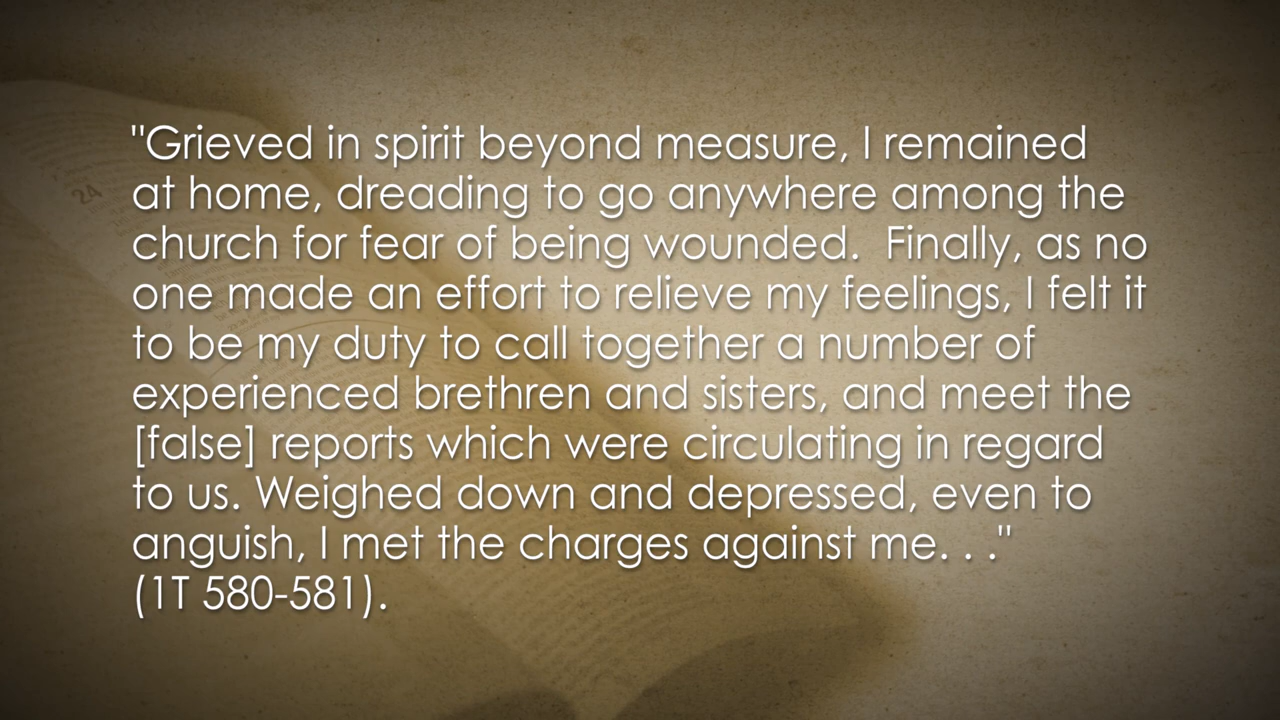 "Grieved in spirit beyond measure, I remained
at home, dreading to go anywhere among the
church for fear of being wounded.  Finally, as no
one made an effort to relieve my feelings, I felt it
to be my duty to call together a number of
experienced brethren and sisters, and meet the
[false] reports which were circulating in regard
to us. Weighed down and depressed, even to
anguish, I met the charges against me. . ."
(1T 580-581).
24